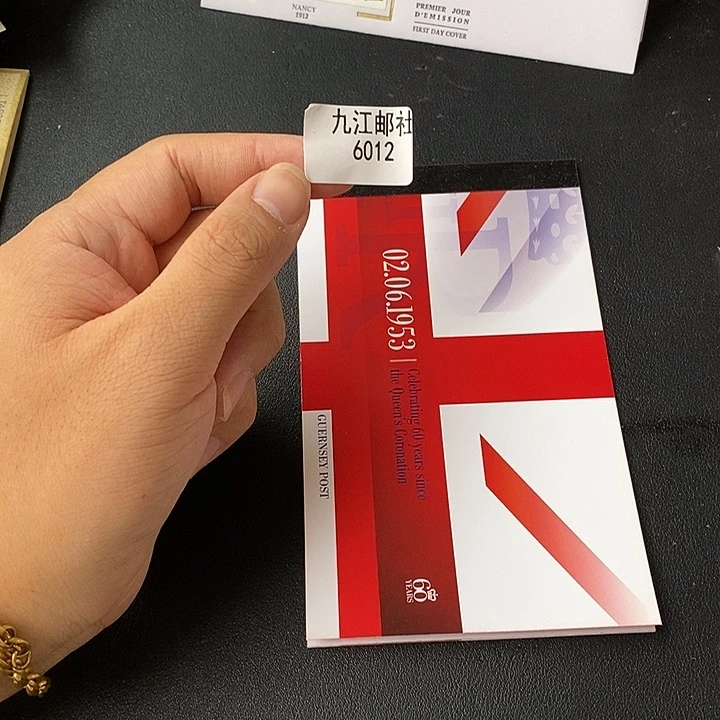 NANCY
1912
PREMIER JOUR
D'EMISSION
FIRST DAY COVER
九江邮社
6012
02.06.1953
Celebrating 60 years since
the Queen's Coronation
GUERNSEY POST
60
YEARS